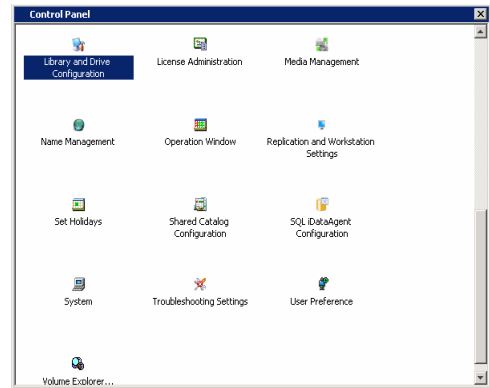 Control Panel
Library and Drive
Configuration
License Administration
Media Management
Name Management
Operation Window
Replication and Workstation
Settings
Set Holidays
Shared Catalog
Configuration
SQL iDataAgent
Configuration
System
Troubleshooting Settings
User Preference
Volume Explorer...